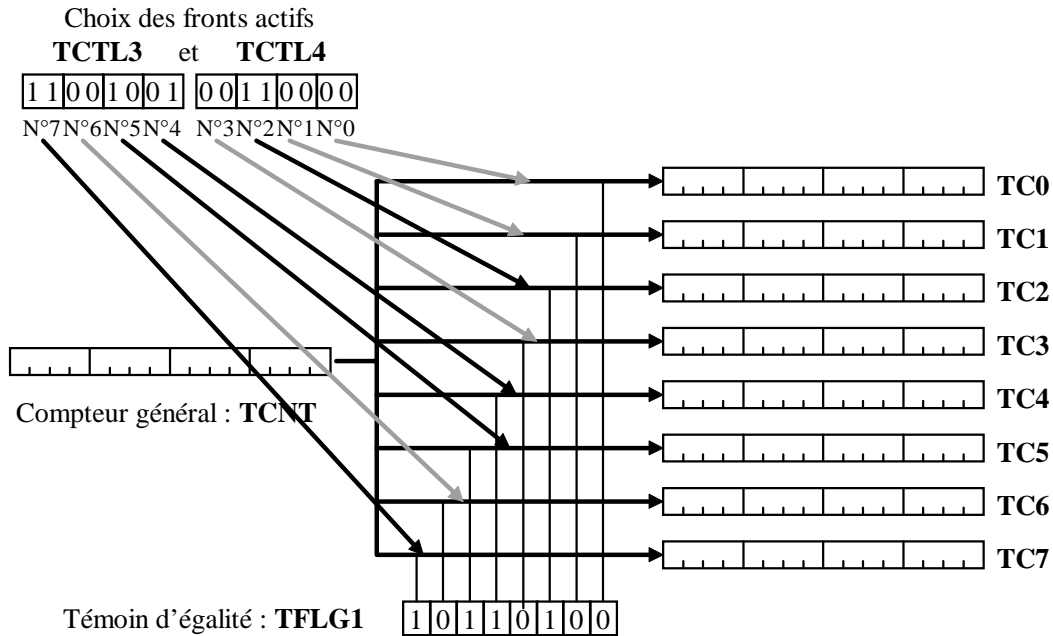 Choix des fronts actifs
TCTL3 et TCTL4
1 1 0 0 1 0 0 1 0 0 1 1 0 0 0 0
N°7 N°6 N°5 N°4 N°3 N°2 N°1 N°0
TC0
TC1
TC2
TC3
TC4
TC5
TC6
TC7
Compteur général : TCNT
Témoin d'égalité : TFLG1 1 0 1 1 0 1 0 0